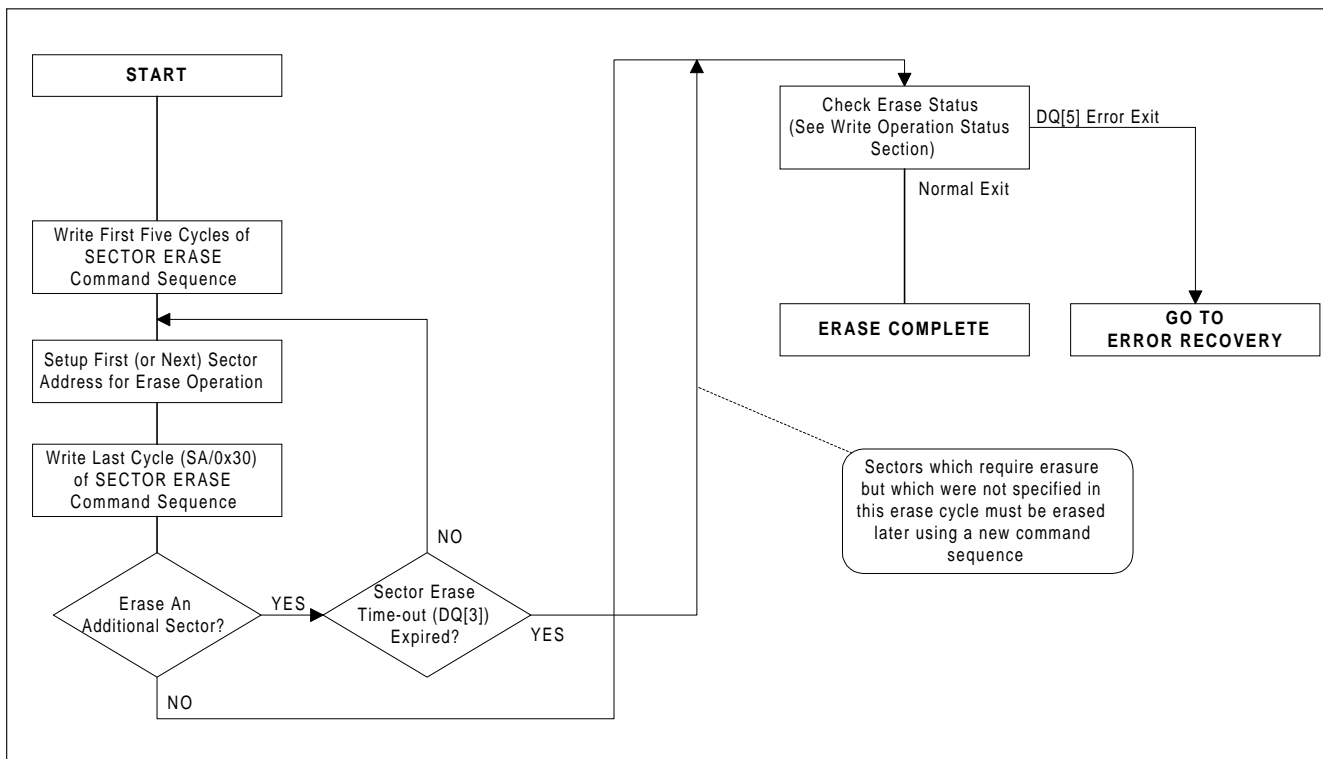 START
Write First Five Cycles of
SECTOR ERASE
Command Sequence
Setup First (or Next) Sector
Address for Erase Operation
Write Last Cycle (SA/0x30)
of SECTOR ERASE
Command Sequence
Erase An
Additional Sector?
YES
NO
Sector Erase
Time-out (DQ[3])
Expired?
NO
YES
Check Erase Status
(See Write Operation Status
Section)
DQ[5] Error Exit
Normal Exit
ERASE COMPLETE
GO TO
ERROR RECOVERY
Sectors which require erasure
but which were not specified in
this erase cycle must be erased
later using a new command
sequence